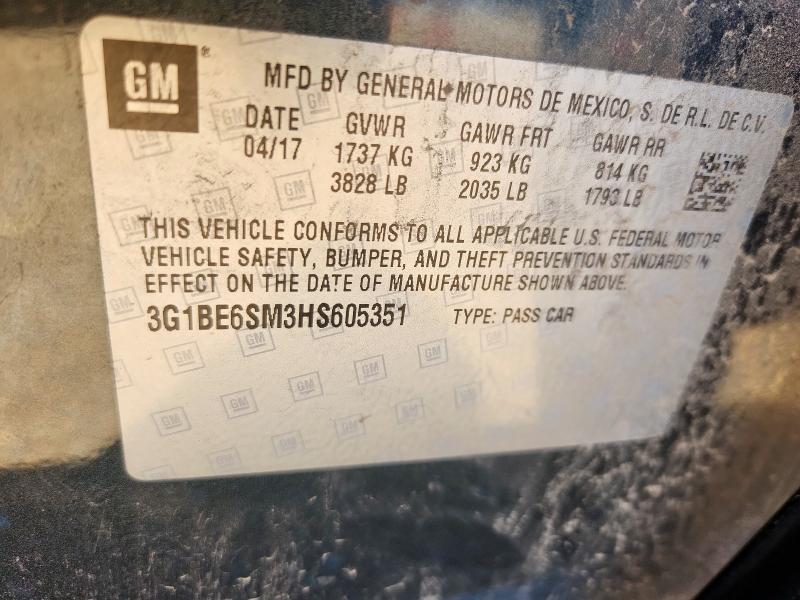 GM
MFD BY GENERAL MOTORS DE MEXICO, S. DE R.L. DE C.V.
DATE GVWR GAWR FRT GAWR RR
04/17 1737 KG 923 KG 814 KG
3828 LB 2035 LB 1793 LB
THIS VEHICLE CONFORMS TO ALL APPLICABLE U.S. FEDERAL MOTOR
VEHICLE SAFETY, BUMPER, AND THEFT PREVENTION STANDARDS IN
EFFECT ON THE DATE OF MANUFACTURE SHOWN ABOVE.
3G1BE6SM3HS605351 TYPE: PASS CAR